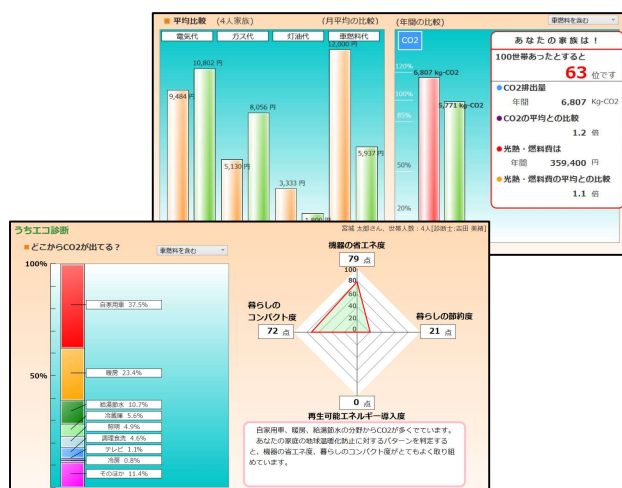 ■ 平均比較 (4人家族) (月平均の比較)
電気代 ガス代 灯油代 車燃料代
12,000 円
10,802 円
9,484 円
8,056 円
5,130 円
3,333 円
1,800 円
5,937 円
(年間の比較)
車燃料を含む
CO2
120%
100%
85%
50%
20%
6,807 kg-CO2
5,771 kg-CO2
あなたの家族は！
100世帯あったとすると
63 位です
●CO2排出量
年間 6,807 Kg-CO2
●CO2の平均との比較
1.2 倍
●光熱・燃料費は
年間 359,400 円
●光熱・燃料費の平均との比較
1.1 倍
うちエコ診断
宮城 太郎さん, 世帯人数：4人[診断士:吉田 美緒]
■ どこからCO2が出てる？
車燃料を含む
100%
50%
自家用車 37.5%
暖房 23.4%
給湯節水 10.7%
冷蔵庫 5.6%
照明 4.9%
調理食洗 4.6%
テレビ 1.1%
冷房 0.8%
そのほか 11.4%
機器の省エネ度
79 点
100
80
60
40
20
0
暮らしの
コンパクト度
72 点
暮らしの節約度
21 点
0 点
再生可能エネルギー導入度
自家用車、暖房、給湯節水の分野からCO2が多くでています。
あなたの家庭の地球温暖化防止に対するパターンを判定する
と、機器の省エネ度、暮らしのコンパクト度がとてもよく取り組
めています。